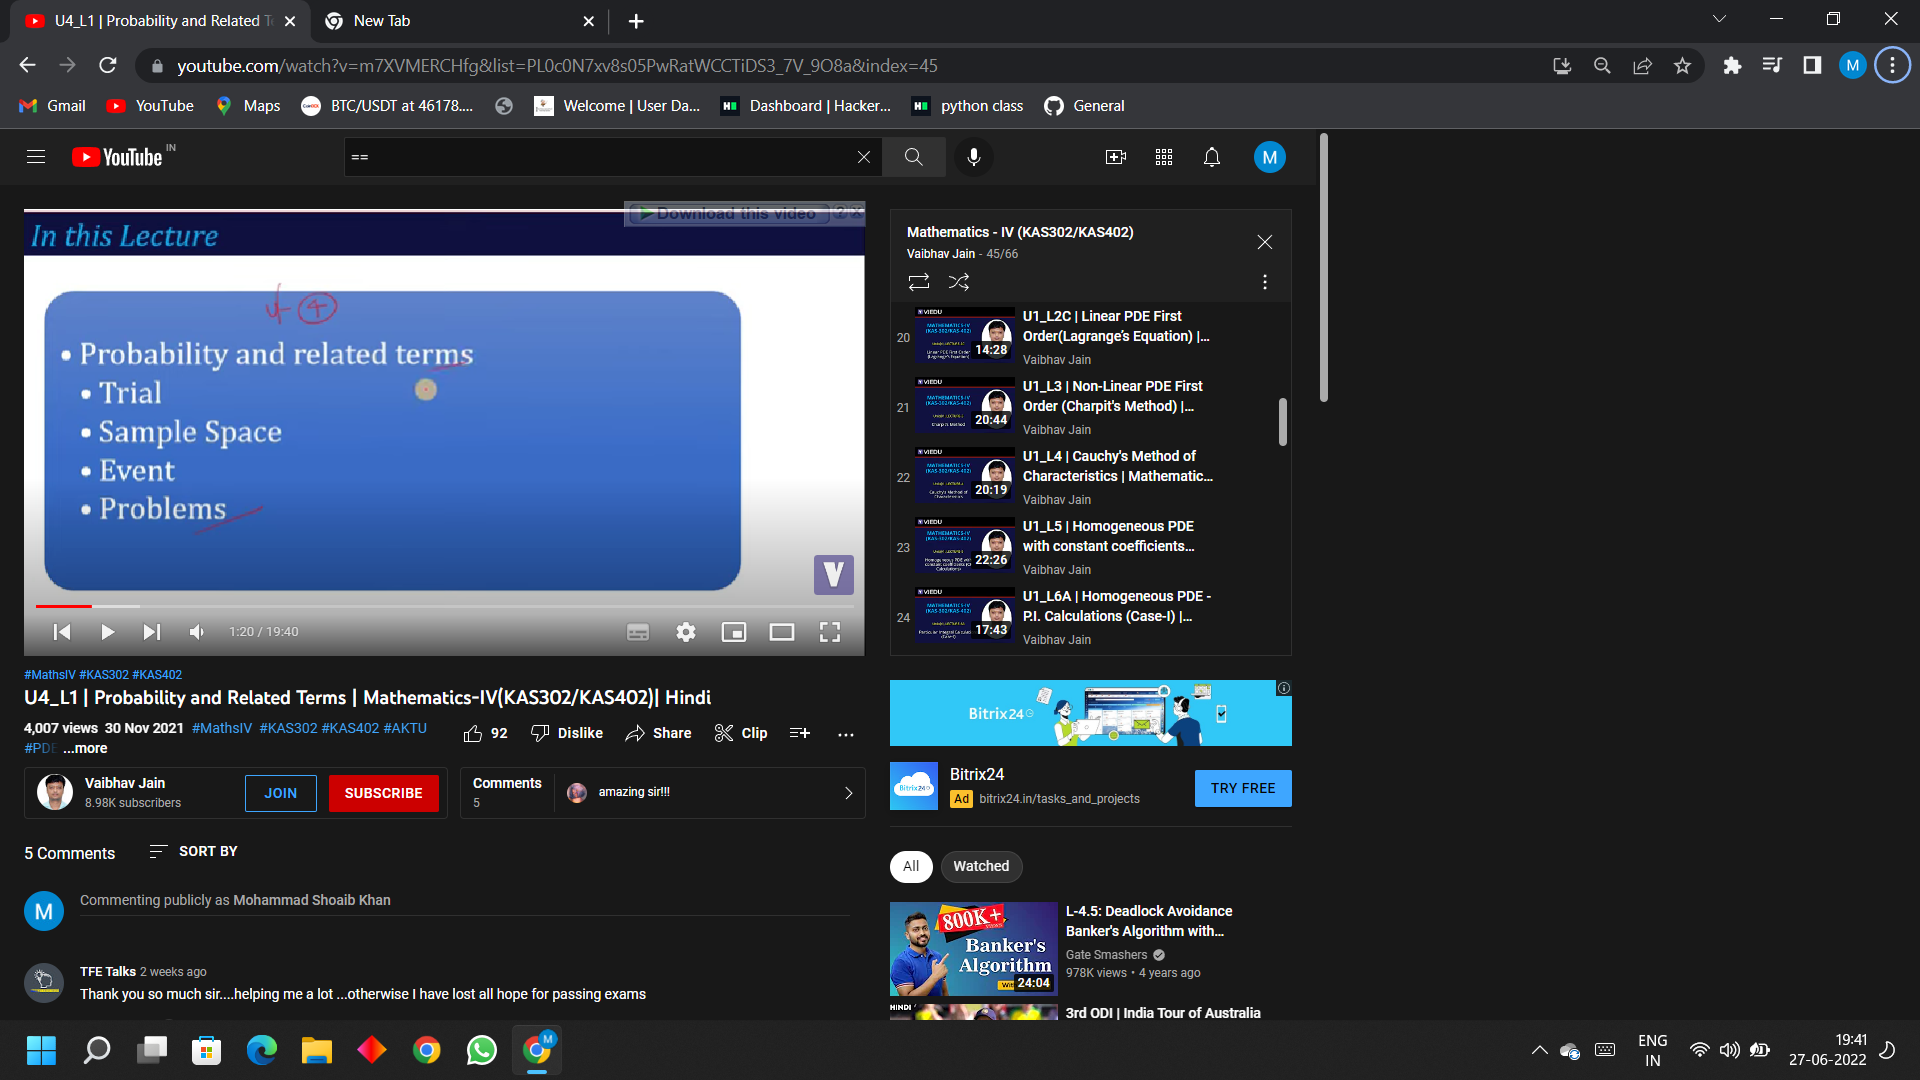 U4_L1 | Probability and Related T
New Tab
youtube.com/watch?v=m7XVMERCHfg&list=PL0c0N7xv8s05PwRatWCCTiDS3_7V_9O8a&index=45
M
Gmail
YouTube
Maps
BTC/USDT at 46178....
Welcome | User Da...
Dashboard | Hacker...
python class
General
YouTube IN
==
M
Download this video
In this Lecture
4
• Probability and related terms
• Trial
• Sample Space
• Event
• Problems
V
1:20 / 19:40
Mathematics - IV (KAS302/KAS402)
Vaibhav Jain - 45/66
20
14:28
U1_L2C | Linear PDE First
Order(Lagrange's Equation) |...
Vaibhav Jain
21
20:44
U1_L3 | Non-Linear PDE First
Order (Charpit's Method) |...
Vaibhav Jain
22
20:19
U1_L4 | Cauchy's Method of
Characteristics | Mathematic...
Vaibhav Jain
23
22:26
U1_L5 | Homogeneous PDE
with constant coefficients...
Vaibhav Jain
24
17:43
U1_L6A | Homogeneous PDE -
P.I. Calculations (Case-I) |...
Vaibhav Jain
#MathsIV #KAS302 #KAS402
U4_L1 | Probability and Related Terms | Mathematics-IV(KAS302/KAS402)| Hindi
4,007 views 30 Nov 2021 #MathsIV #KAS302 #KAS402 #AKTU
#PDE ...more
92
Dislike
Share
Clip
Vaibhav Jain
8.98K subscribers
JOIN
SUBSCRIBE
Comments
5
amazing sir!!!
Bitrix24
Bitrix24
Bitrix24
Ad bitrix24.in/tasks_and_projects
TRY FREE
5 Comments
SORT BY
M
Commenting publicly as Mohammad Shoaib Khan
TFE Talks 2 weeks ago
Thank you so much sir....helping me a lot ...otherwise I have lost all hope for passing exams
All
Watched
800K+
VIEWS
Banker's
Algorithm
24:04
L-4.5: Deadlock Avoidance
Banker's Algorithm with...
Gate Smashers
978K views • 4 years ago
HINDI
3rd ODI | India Tour of Australia
M
ENG
IN
19:41
27-06-2022